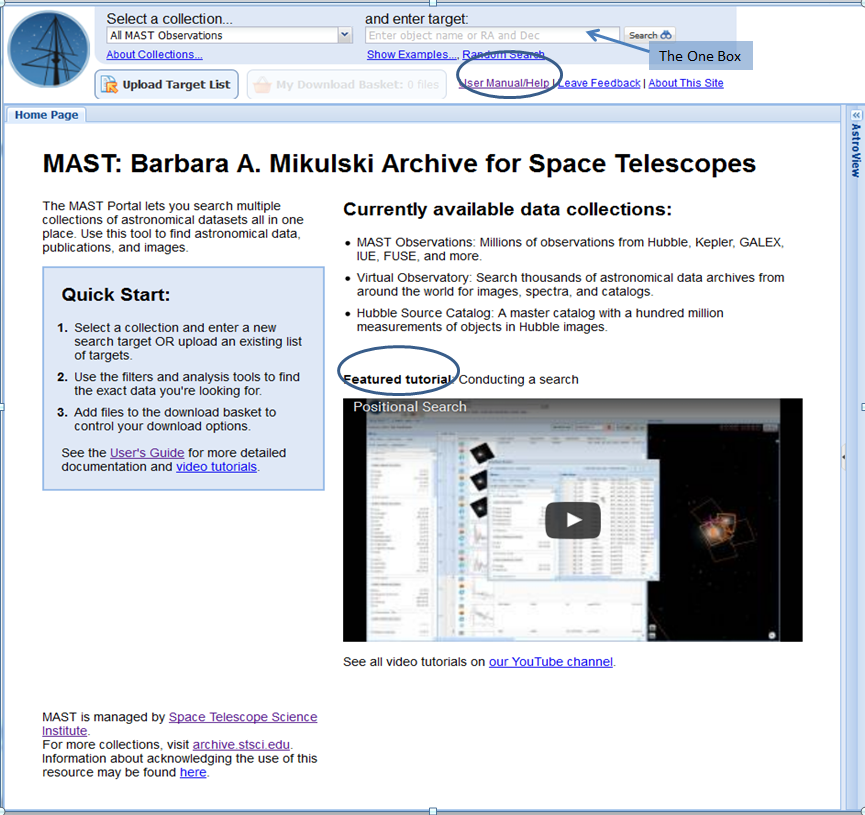 Select a collection... and enter target:
All MAST Observations Enter object name or RA and Dec Search
About Collections... Show Examples... Random Search
The One Box
Upload Target List My Download Basket: 0 files User Manual/Help | Leave Feedback | About This Site
Home Page
AstroView
MAST: Barbara A. Mikulski Archive for Space Telescopes
The MAST Portal lets you search multiple
collections of astronomical datasets all in one
place. Use this tool to find astronomical data,
publications, and images.
Quick Start:
1. Select a collection and enter a new
search target OR upload an existing list
of targets.
2. Use the filters and analysis tools to find
the exact data you're looking for.
3. Add files to the download basket to
control your download options.
See the User's Guide for more detailed
documentation and video tutorials.
Currently available data collections:
• MAST Observations: Millions of observations from Hubble, Kepler, GALEX,
IUE, FUSE, and more.
• Virtual Observatory: Search thousands of astronomical data archives from
around the world for images, spectra, and catalogs.
• Hubble Source Catalog: A master catalog with a hundred million
measurements of objects in Hubble images.
Featured tutorial: Conducting a search
Positional Search
See all video tutorials on our YouTube channel.
MAST is managed by Space Telescope Science
Institute.
For more collections, visit archive.stsci.edu.
Information about acknowledging the use of this
resource may be found here.